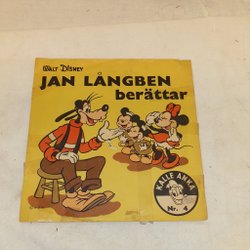 WALT DISNEY
JAN LÅNGBEN
berättar
KALLE ANKA
Nr. 4